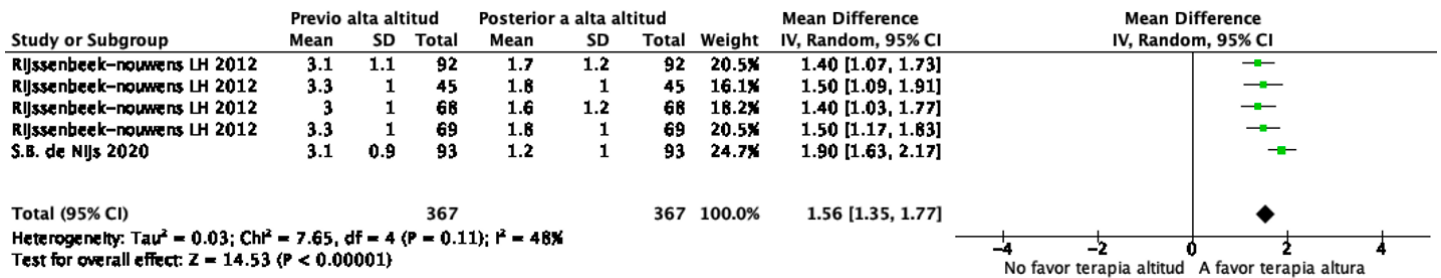 Previo alta altitud Posterior a alta altitud Mean Difference Mean Difference
Study or Subgroup Mean SD Total Mean SD Total Weight IV, Random, 95% CI IV, Random, 95% CI
Rijssenbeek-nouwens LH 2012 3.1 1.1 92 1.7 1.2 92 20.5% 1.40 [1.07, 1.73]
Rijssenbeek-nouwens LH 2012 3.3 1 45 1.8 1 45 16.1% 1.50 [1.09, 1.91]
Rijssenbeek-nouwens LH 2012 3 1 68 1.6 1.2 68 18.2% 1.40 [1.03, 1.77]
Rijssenbeek-nouwens LH 2012 3.3 1 69 1.8 1 69 20.5% 1.50 [1.17, 1.83]
S.B. de Nijs 2020 3.1 0.9 93 1.2 1 93 24.7% 1.90 [1.63, 2.17]
Total (95% CI) 367 367 100.0% 1.56 [1.35, 1.77]
Heterogeneity: Tau² = 0.03; Chi² = 7.65, df = 4 (P = 0.11); I² = 48%
Test for overall effect: Z = 14.53 (P < 0.00001)
-4 -2 0 2 4
No favor terapia altitud A favor terapia altura